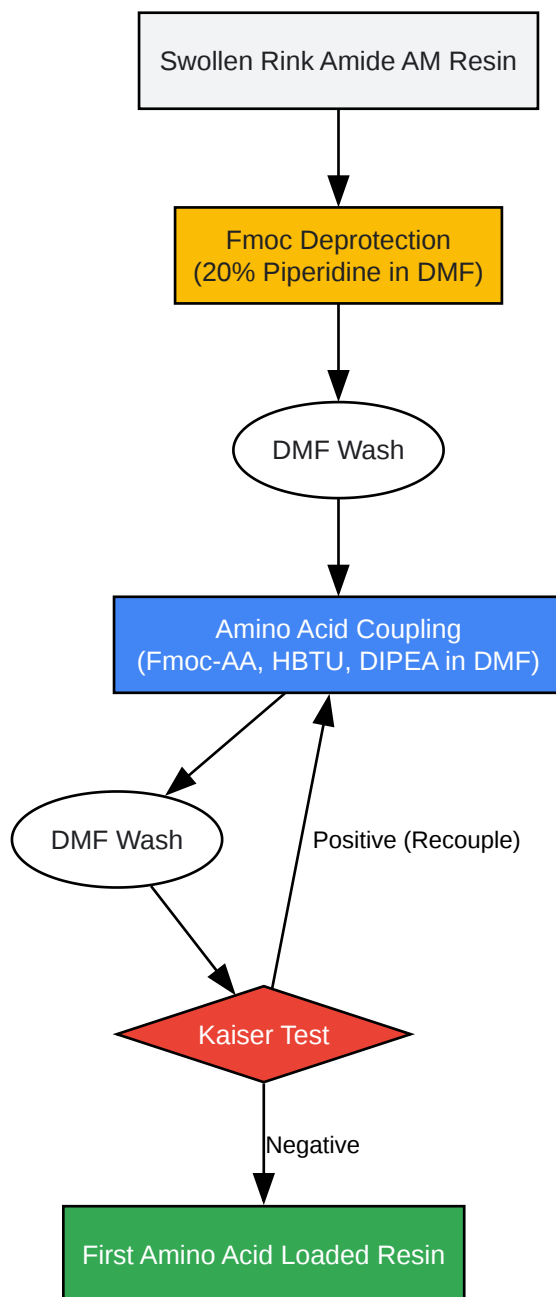 Swollen Rink Amide AM Resin
Fmoc Deprotection
(20% Piperidine in DMF)
DMF Wash
Amino Acid Coupling
(Fmoc-AA, HBTU, DIPEA in DMF)
DMF Wash
Positive (Recouple)
Kaiser Test
Negative
First Amino Acid Loaded Resin